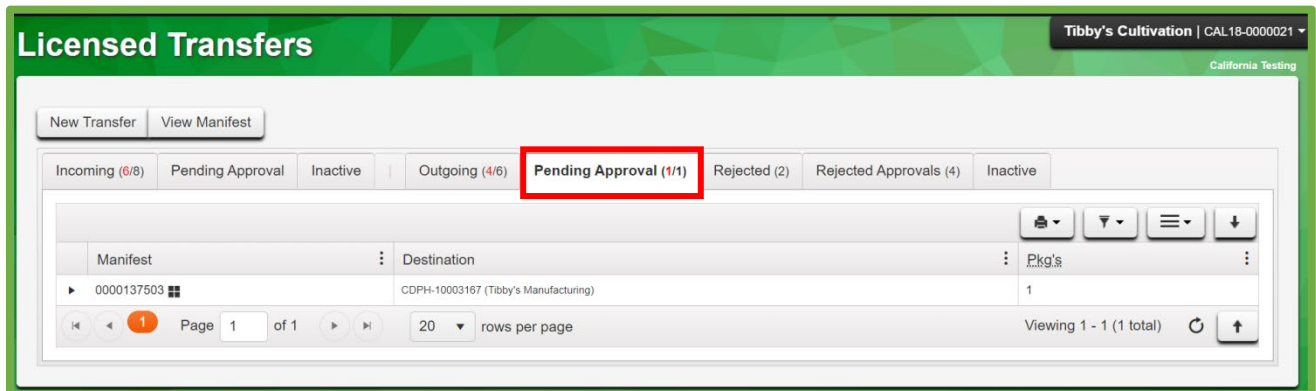 Licensed Transfers
Tibby's Cultivation | CAL18-0000021
California Testing
New Transfer View Manifest
Incoming (6/8) Pending Approval Inactive | Outgoing (4/6) Pending Approval (1/1) Rejected (2) Rejected Approvals (4) Inactive
Manifest Destination Pkg's
0000137503 CDPH-10003167 (Tibby's Manufacturing) 1
1 Page 1 of 1 20 rows per page Viewing 1 - 1 (1 total)